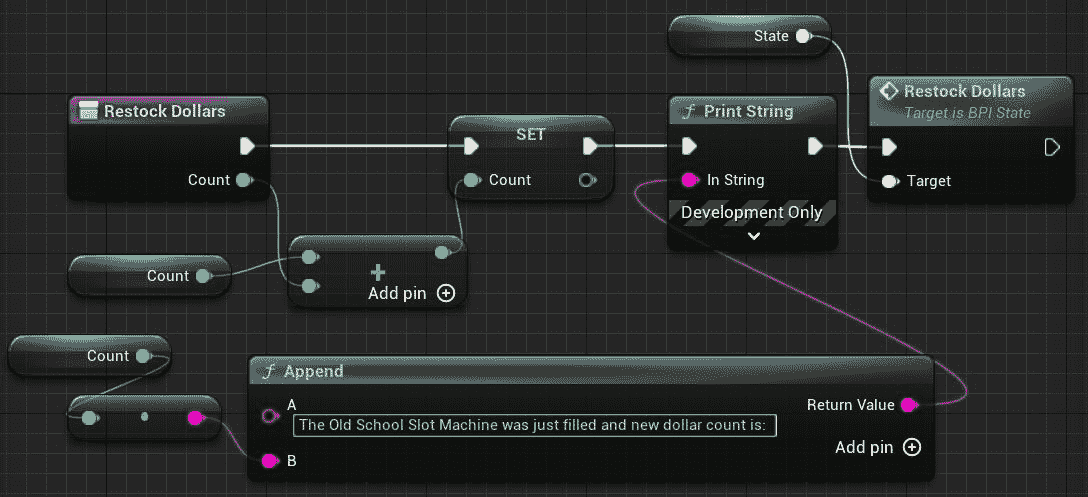 State
Restock Dollars
Count
SET
Count
Print String
In String
Development Only
Restock Dollars
Target is BPI State
Target
Count
Add pin
Count
Append
A
The Old School Slot Machine was just filled and new dollar count is:
B
Return Value
Add pin